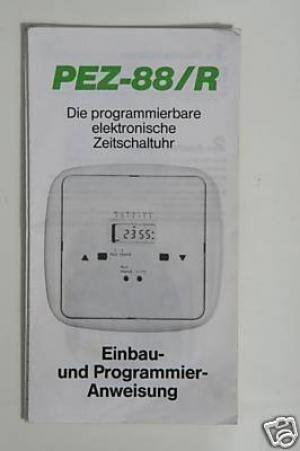 PEZ-88/R
Die programmierbare
elektronische
Zeitschaltuhr
23:55
Einbau-
und Programmier-
Anweisung